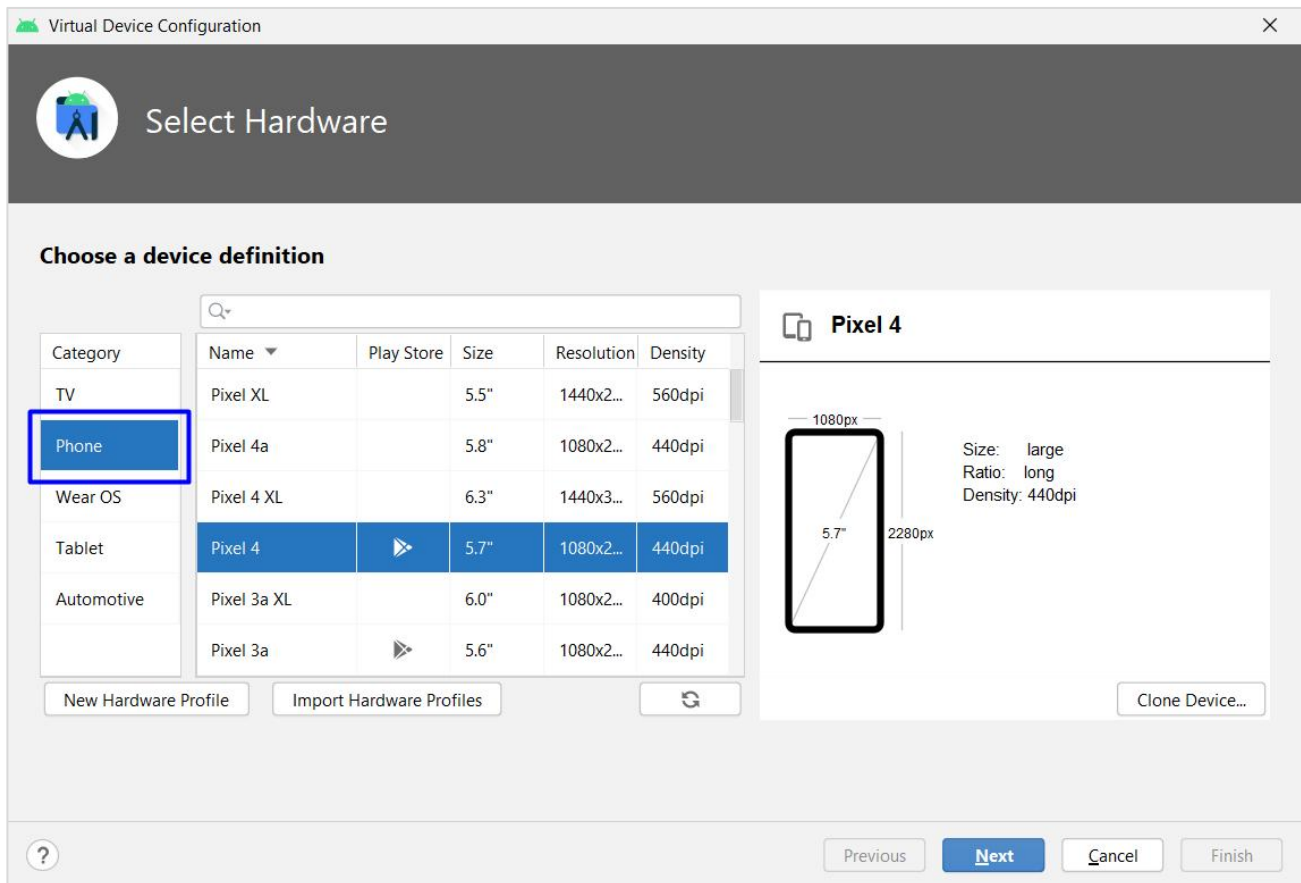 Virtual Device Configuration
Select Hardware
Choose a device definition
Category
TV
Phone
Wear OS
Tablet
Automotive
Name Play Store Size Resolution Density
Pixel XL 5.5" 1440x2... 560dpi
Pixel 4a 5.8" 1080x2... 440dpi
Pixel 4 XL 6.3" 1440x3... 560dpi
Pixel 4 5.7" 1080x2... 440dpi
Pixel 3a XL 6.0" 1080x2... 400dpi
Pixel 3a 5.6" 1080x2... 440dpi
New Hardware Profile
Import Hardware Profiles
Pixel 4
1080px
5.7"
2280px
Size: large
Ratio: long
Density: 440dpi
Clone Device...
?
Previous
Next
Cancel
Finish